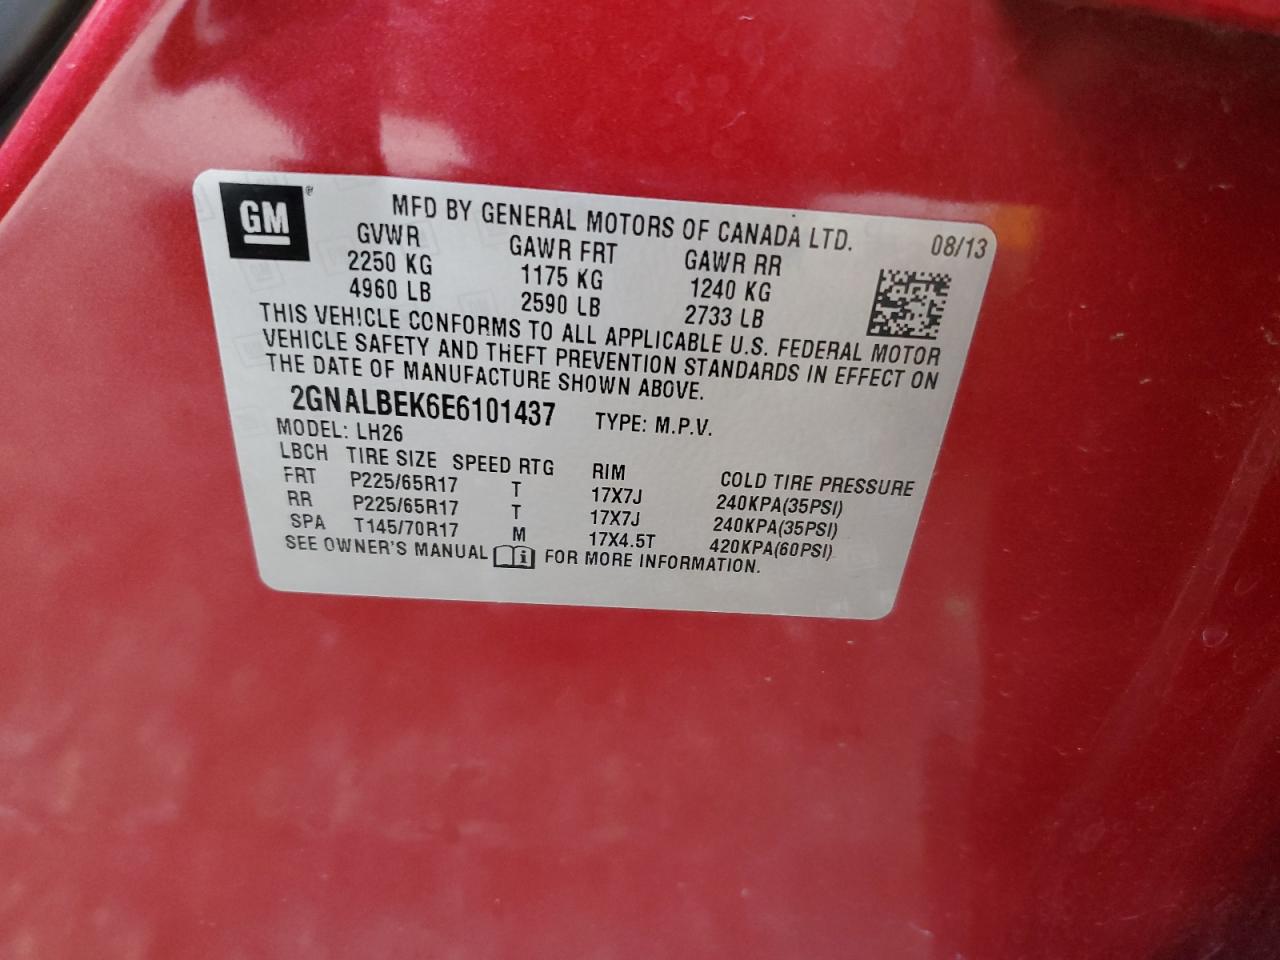 GM ®
MFD BY GENERAL MOTORS OF CANADA LTD.
08/13
GVWR GAWR FRT GAWR RR
2250 KG 1175 KG 1240 KG
4960 LB 2590 LB 2733 LB
THIS VEHICLE CONFORMS TO ALL APPLICABLE U.S. FEDERAL MOTOR
VEHICLE SAFETY AND THEFT PREVENTION STANDARDS IN EFFECT ON
THE DATE OF MANUFACTURE SHOWN ABOVE.
2GNALBEK6E6101437 TYPE: M.P.V.
MODEL: LH26
LBCH TIRE SIZE SPEED RTG RIM COLD TIRE PRESSURE
FRT P225/65R17 T 17X7J 240KPA(35PSI)
RR P225/65R17 T 17X7J 240KPA(35PSI)
SPA T145/70R17 M 17X4.5T 420KPA(60PSI)
SEE OWNER'S MANUAL i FOR MORE INFORMATION.